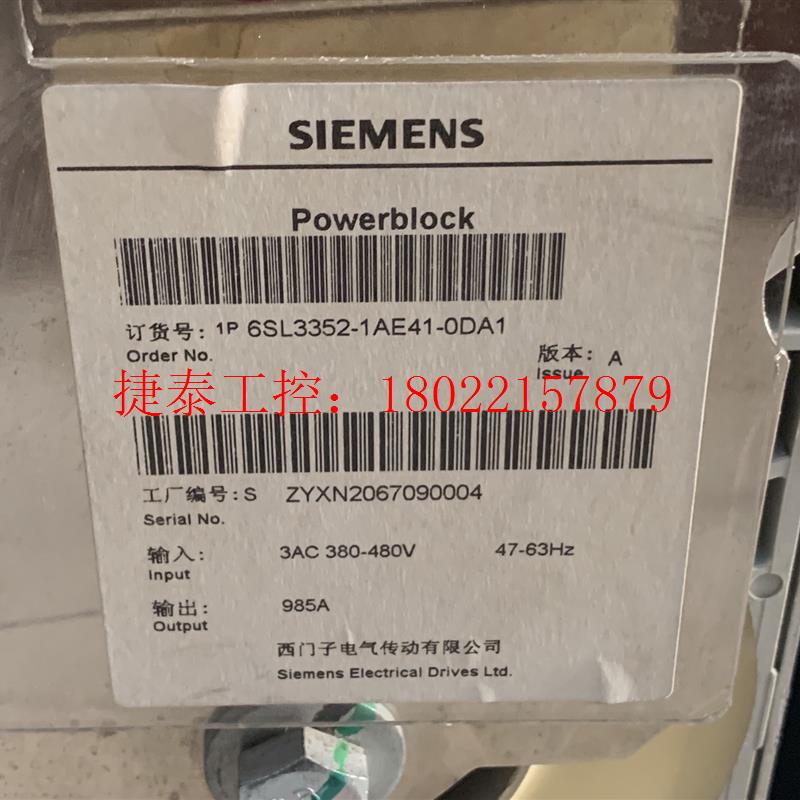 SIEMENS
Powerblock
订货号: 1P 6SL3352-1AE41-0DA1
Order No.
版本: A
Issue
捷泰工控：18022157879
工厂编号: S ZYXN2067090004
Serial No.
输入: 3AC 380-480V 47-63Hz
Input
输出: 985A
Output
西门子电气传动有限公司
Siemens Electrical Drives Ltd.